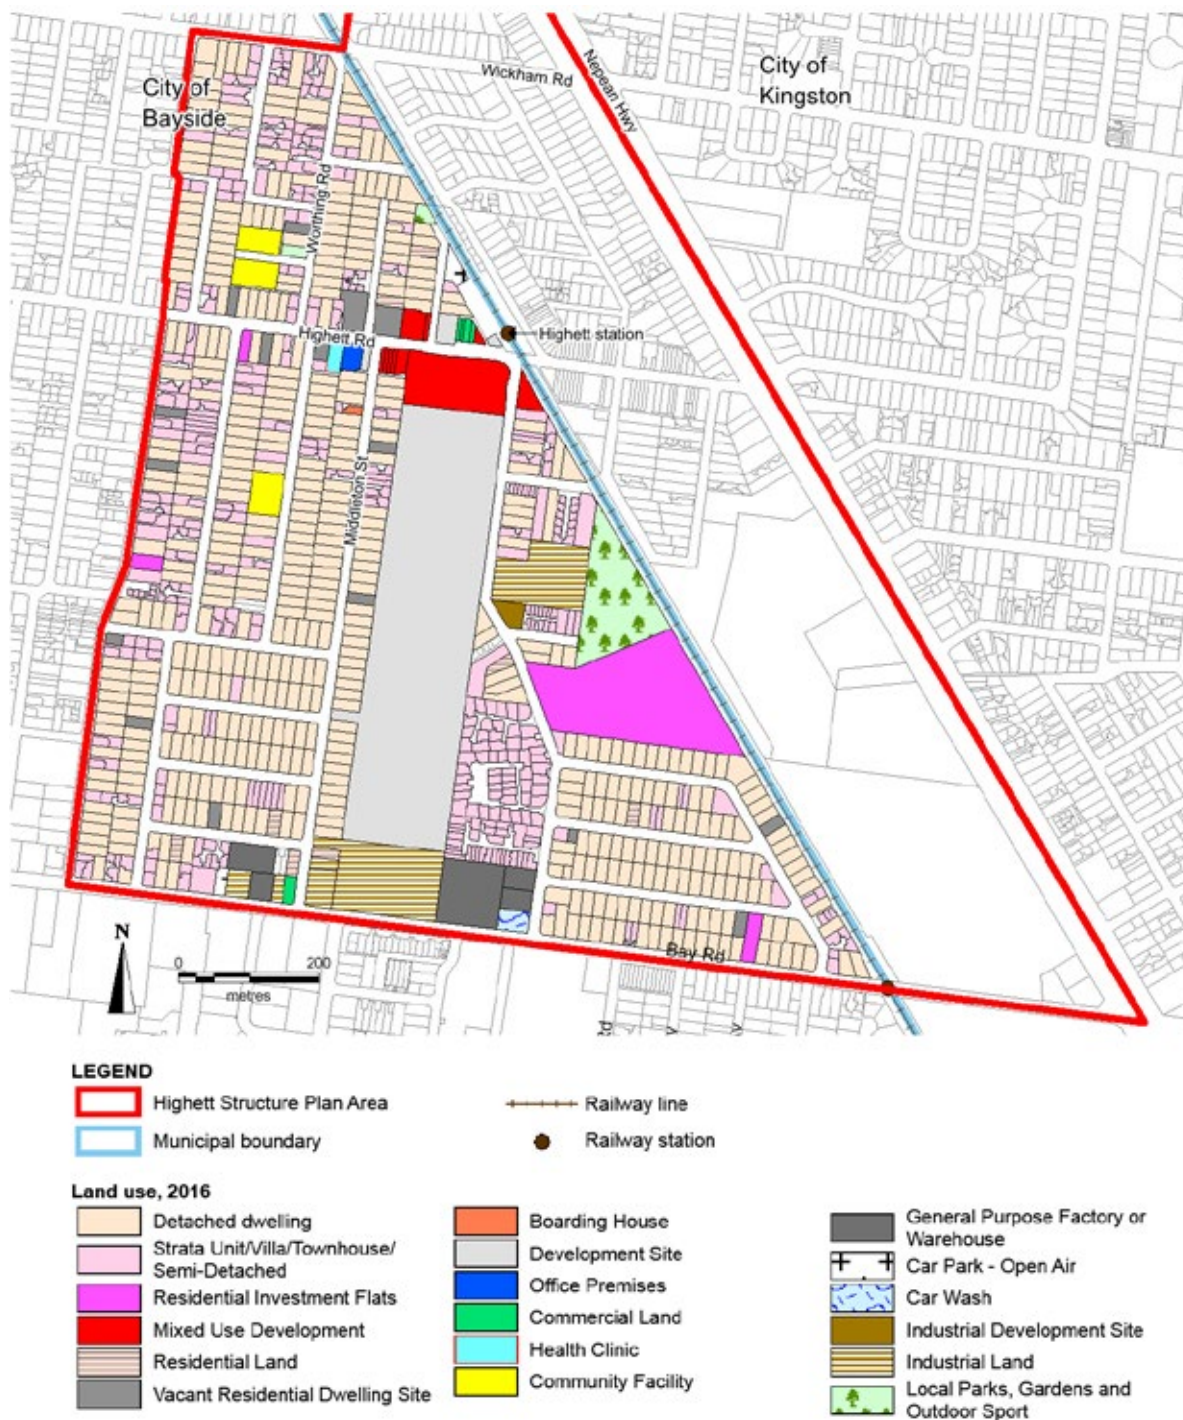 City of
Bayside
Wickham Rd
Nepean Hwy
City of
Kingston
Worthing Rd
Highett station
Highett Rd
Middleton St
Bay Rd
N
0 200
metres
Rd
LEGEND
Highett Structure Plan Area
Municipal boundary
Railway line
Railway station
Land use, 2016
Detached dwelling
Strata Unit/Villa/Townhouse/
Semi-Detached
Residential Investment Flats
Mixed Use Development
Residential Land
Vacant Residential Dwelling Site
Boarding House
Development Site
Office Premises
Commercial Land
Health Clinic
Community Facility
General Purpose Factory or
Warehouse
Car Park - Open Air
Car Wash
Industrial Development Site
Industrial Land
Local Parks, Gardens and
Outdoor Sport